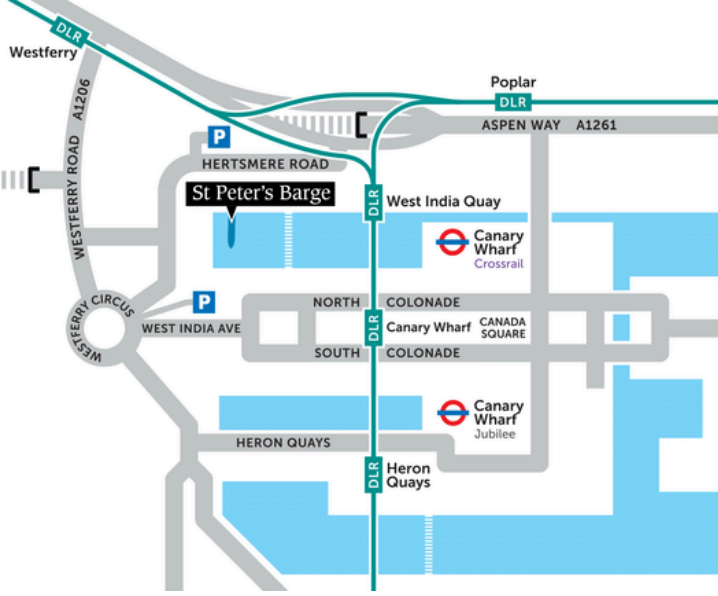 DLR
Westferry
Poplar
DLR
A1206
ASPEN WAY A1261
P
HERTSMERE ROAD
WESTFERRY ROAD
St Peter's Barge
DLR
West India Quay
Canary
Wharf
Crossrail
WESTFERRY CIRCUS
P
NORTH COLONADE
WEST INDIA AVE
DLR
Canary Wharf
CANADA
SQUARE
SOUTH COLONADE
Canary
Wharf
Jubilee
HERON QUAYS
DLR
Heron
Quays